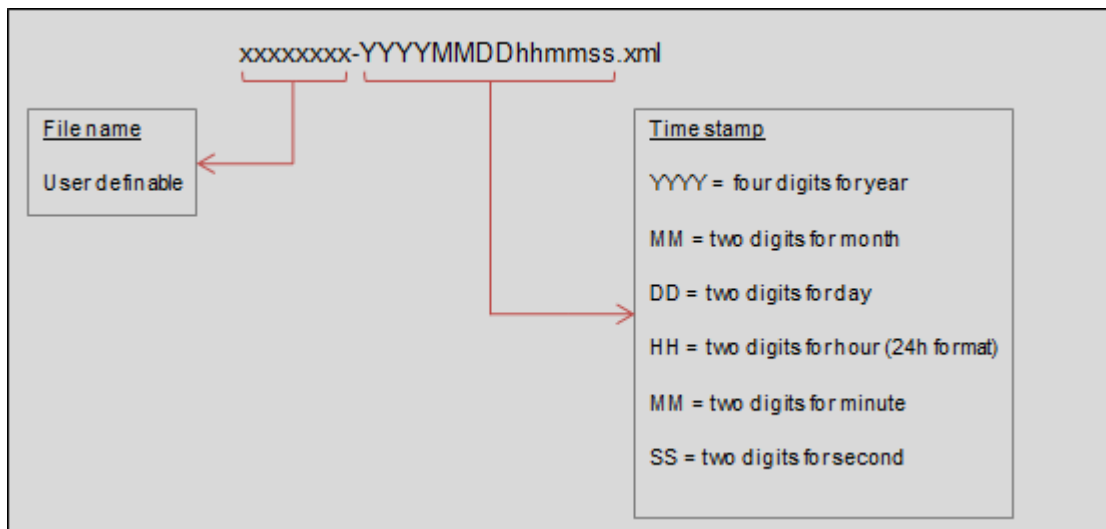 xxxxxxxx-YYYYMMDDhhmmss.xml
File name
User definable
Time stamp
YYYY = four digits for year
MM = two digits for month
DD = two digits for day
HH = two digits for hour (24h format)
MM = two digits for minute
SS = two digits for second